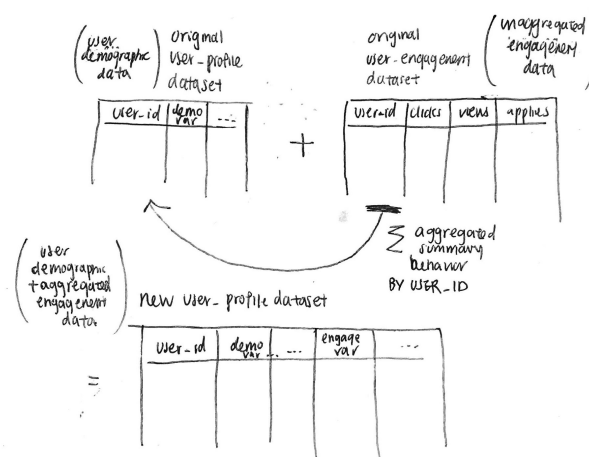 user
demographic
data
original
user-profile
dataset
original
user-engagement
dataset
unaggregated
engagement
data
user-id demo var ...
+
user-id clicks views applies
Σ aggregated
summary
behavior
BY USER_ID
user
demographic
+aggregated
engagement
data
new user-profile dataset
=
user-id demo var ... ... engage var ...